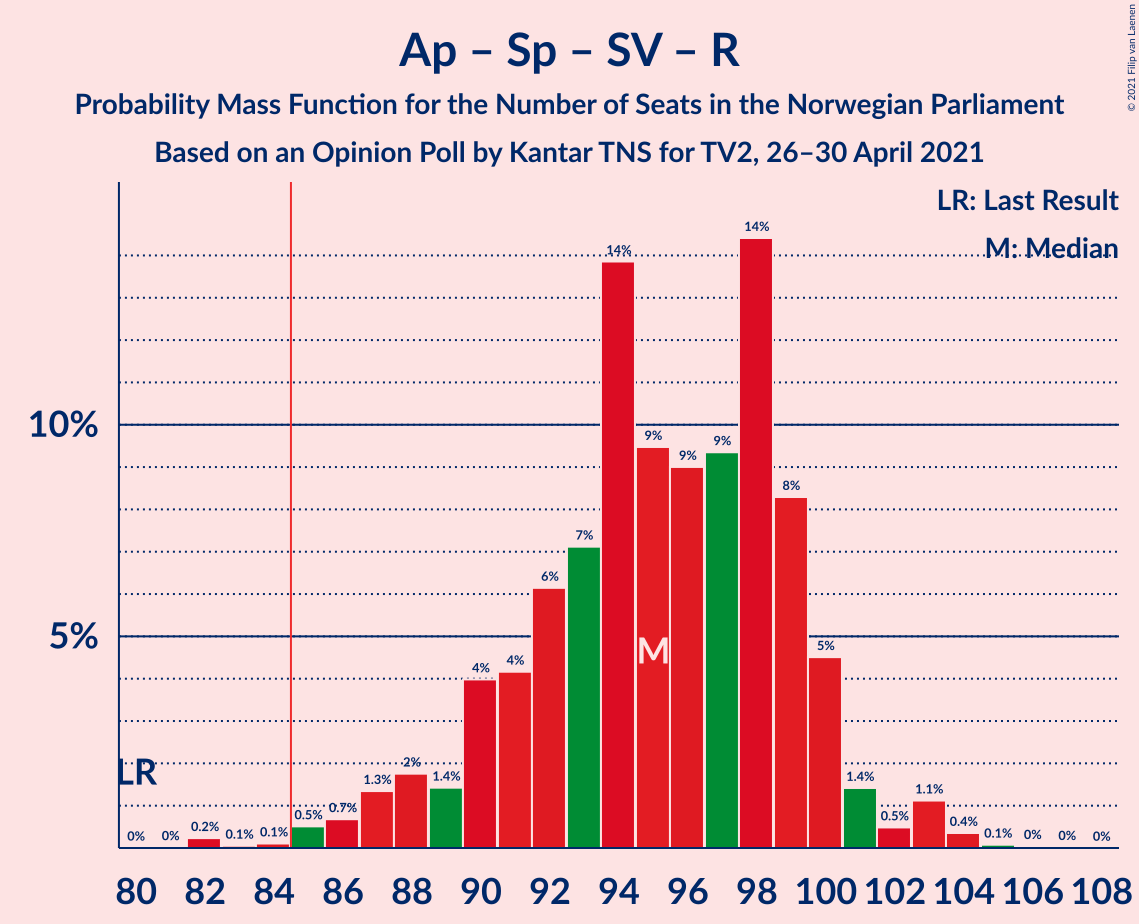 Ap – Sp – SV – R
Probability Mass Function for the Number of Seats in the Norwegian Parliament
Based on an Opinion Poll by Kantar TNS for TV2, 26–30 April 2021
© 2021 Filip van Laenen
LR: Last Result
M: Median
10%
5%
LR
M
0% 0% 0.2% 0.1% 0.1% 0.5% 0.7% 1.3% 2% 1.4% 4% 4% 6% 7% 14% 9% 9% 9% 14% 8% 5% 1.4% 0.5% 1.1% 0.4% 0.1% 0% 0% 0%
80 82 84 86 88 90 92 94 96 98 100 102 104 106 108